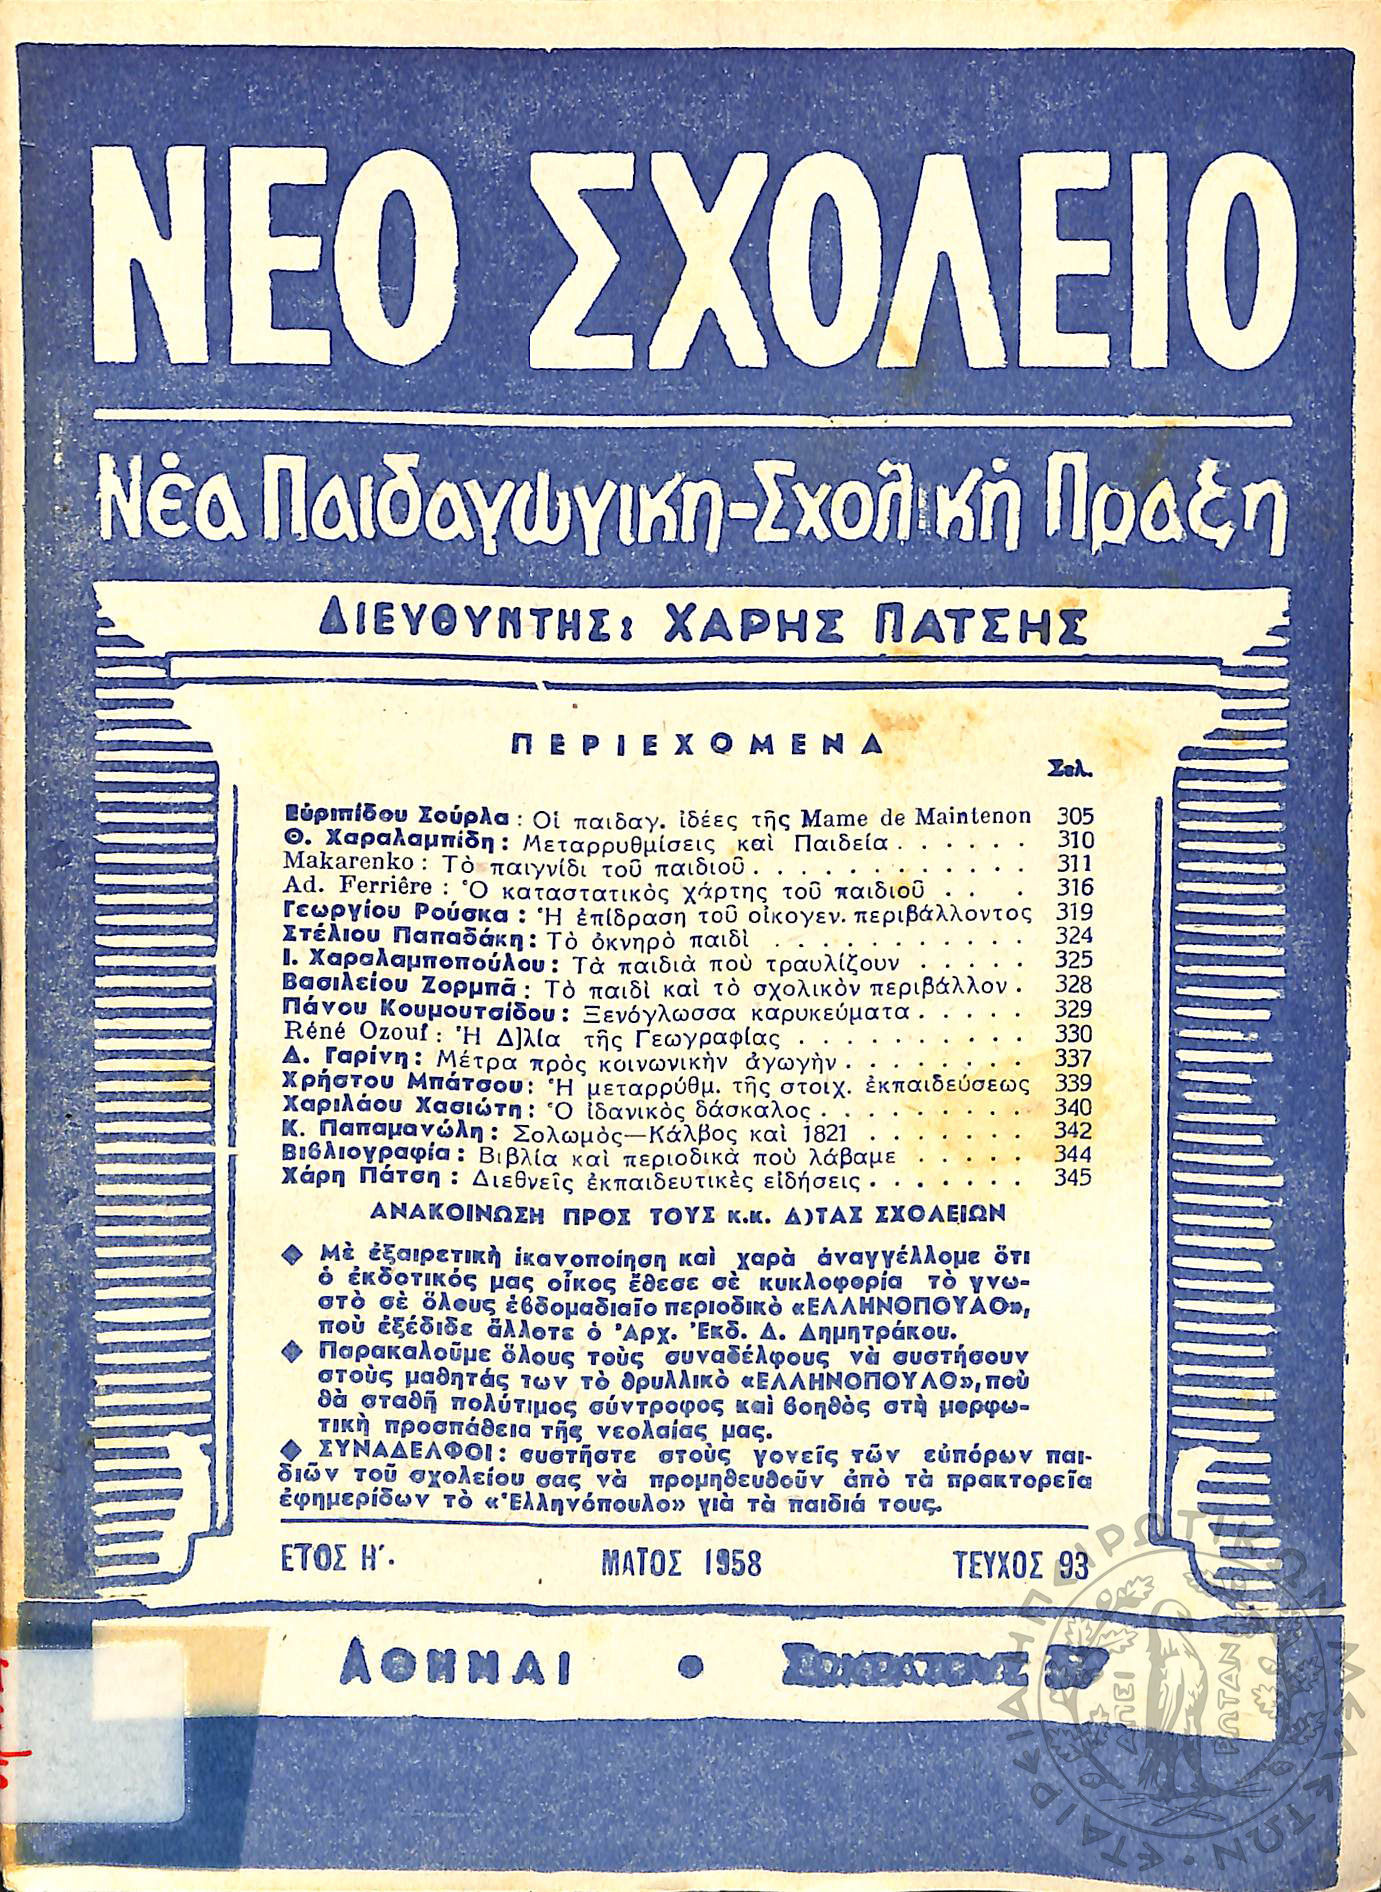 ΝΕΟ ΣΧΟΛΕΙΟ
Νέα Παιδαγωγικη-Σχολικὴ Πραξη
ΔΙΕΥΘΥΝΤΗΣ: ΧΑΡΗΣ ΠΑΤΣΗΣ
ΠΕΡΙΕΧΟΜΕΝΑ
Σελ.
Εὐριπίδου Σούρλα : Οἱ παιδαγ. ἰδέες τῆς Mame de Maintenon 305
Θ. Χαραλαμπίδη : Μεταρρυθμίσεις καὶ Παιδεία . . . . . . 310
Makarenko : Τὸ παιγνίδι τοῦ παιδιοῦ . . . . . . . . . . . . 311
Ad. Ferriêre : Ὁ καταστατικὸς χάρτης τοῦ παιδιοῦ . . . 316
Γεωργίου Ρούσκα : Ἡ ἐπίδραση τοῦ οἰκογεν. περιβάλλοντος 319
Στέλιου Παπαδάκη : Τὸ ὀκνηρὸ παιδὶ . . . . . . . . . . . 324
Ι. Χαραλαμποπούλου : Τὰ παιδιὰ ποὺ τραυλίζουν . . . . . 325
Βασιλείου Ζορμπᾶ : Τὸ παιδὶ καὶ τὸ σχολικὸν περιβάλλον . 328
Πάνου Κουμουτσίδου : Ξενόγλωσσα καρυκεύματα . . . . . 329
Réné Ozouf : Ἡ Δ]λία τῆς Γεωγραφίας . . . . . . . . . . 330
Δ. Γαρίνη : Μέτρα πρὸς κοινωνικὴν ἀγωγὴν . . . . . . . . 337
Χρήστου Μπάτσου : Ἡ μεταρρύθμ. τῆς στοιχ. ἐκπαιδεύσεως 339
Χαριλάου Χασιώτη : Ὁ ἰδανικὸς δάσκαλος . . . . . . . . . 340
Κ. Παπαμανώλη : Σολωμὸς—Κάλβος καὶ 1821 . . . . . . . 342
Βιβλιογραφία : Βιβλία καὶ περιοδικὰ ποὺ λάβαμε . . . . . 344
Χάρη Πάτση : Διεθνεῖς ἐκπαιδευτικὲς εἰδήσεις . . . . . . . 345
ΑΝΑΚΟΙΝΩΣΗ ΠΡΟΣ ΤΟΥΣ κ.κ. Δ)ΤΑΣ ΣΧΟΛΕΙΩΝ
◆ Μὲ ἐξαιρετικὴ ἱκανοποίηση καὶ χαρὰ ἀναγγέλλομε ὅτι
ὁ ἐκδοτικός μας οἶκος ἔθεσε σὲ κυκλοφορία τὸ γνω-
στὸ σὲ ὅλους ἑβδομαδιαῖο περιοδικὸ «ΕΛΛΗΝΟΠΟΥΛΟ»,
ποὺ ἐξέδιδε ἄλλοτε ὁ Ἀρχ. Ἐκδ. Δ. Δημητράκου.
◆ Παρακαλοῦμε ὅλους τοὺς συναδέλφους νὰ συστήσουν
στοὺς μαθητάς των τὸ θρυλλικὸ «ΕΛΛΗΝΟΠΟΥΛΟ», ποὺ
θὰ σταθῆ πολύτιμος σύντροφος καὶ βοηθὸς στὴ μορφω-
τικὴ προσπάθεια τῆς νεολαίας μας.
◆ ΣΥΝΑΔΕΛΦΟΙ : συστῆστε στοὺς γονεῖς τῶν εὐπόρων παι-
διῶν τοῦ σχολείου σας νὰ προμηθευθοῦν ἀπὸ τὰ πρακτορεῖα
ἐφημερίδων τὸ «Ἑλληνόπουλο» γιὰ τὰ παιδιά τους.
ΕΤΟΣ Η΄. ΜΑΪΟΣ 1958 ΤΕΥΧΟΣ 93
ΑΘΗΝΑΙ •
ΕΤΑΙΡΕΙΑ ΗΠΕΙΡΩΤΙΚΩΝ ΜΕΛΕΤΩΝ
ΑΠΕΙ ΡΩΤΑΝ